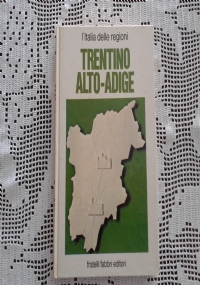 l'Italia delle regioni
TRENTINO
ALTO-ADIGE
fratelli fabbri editori